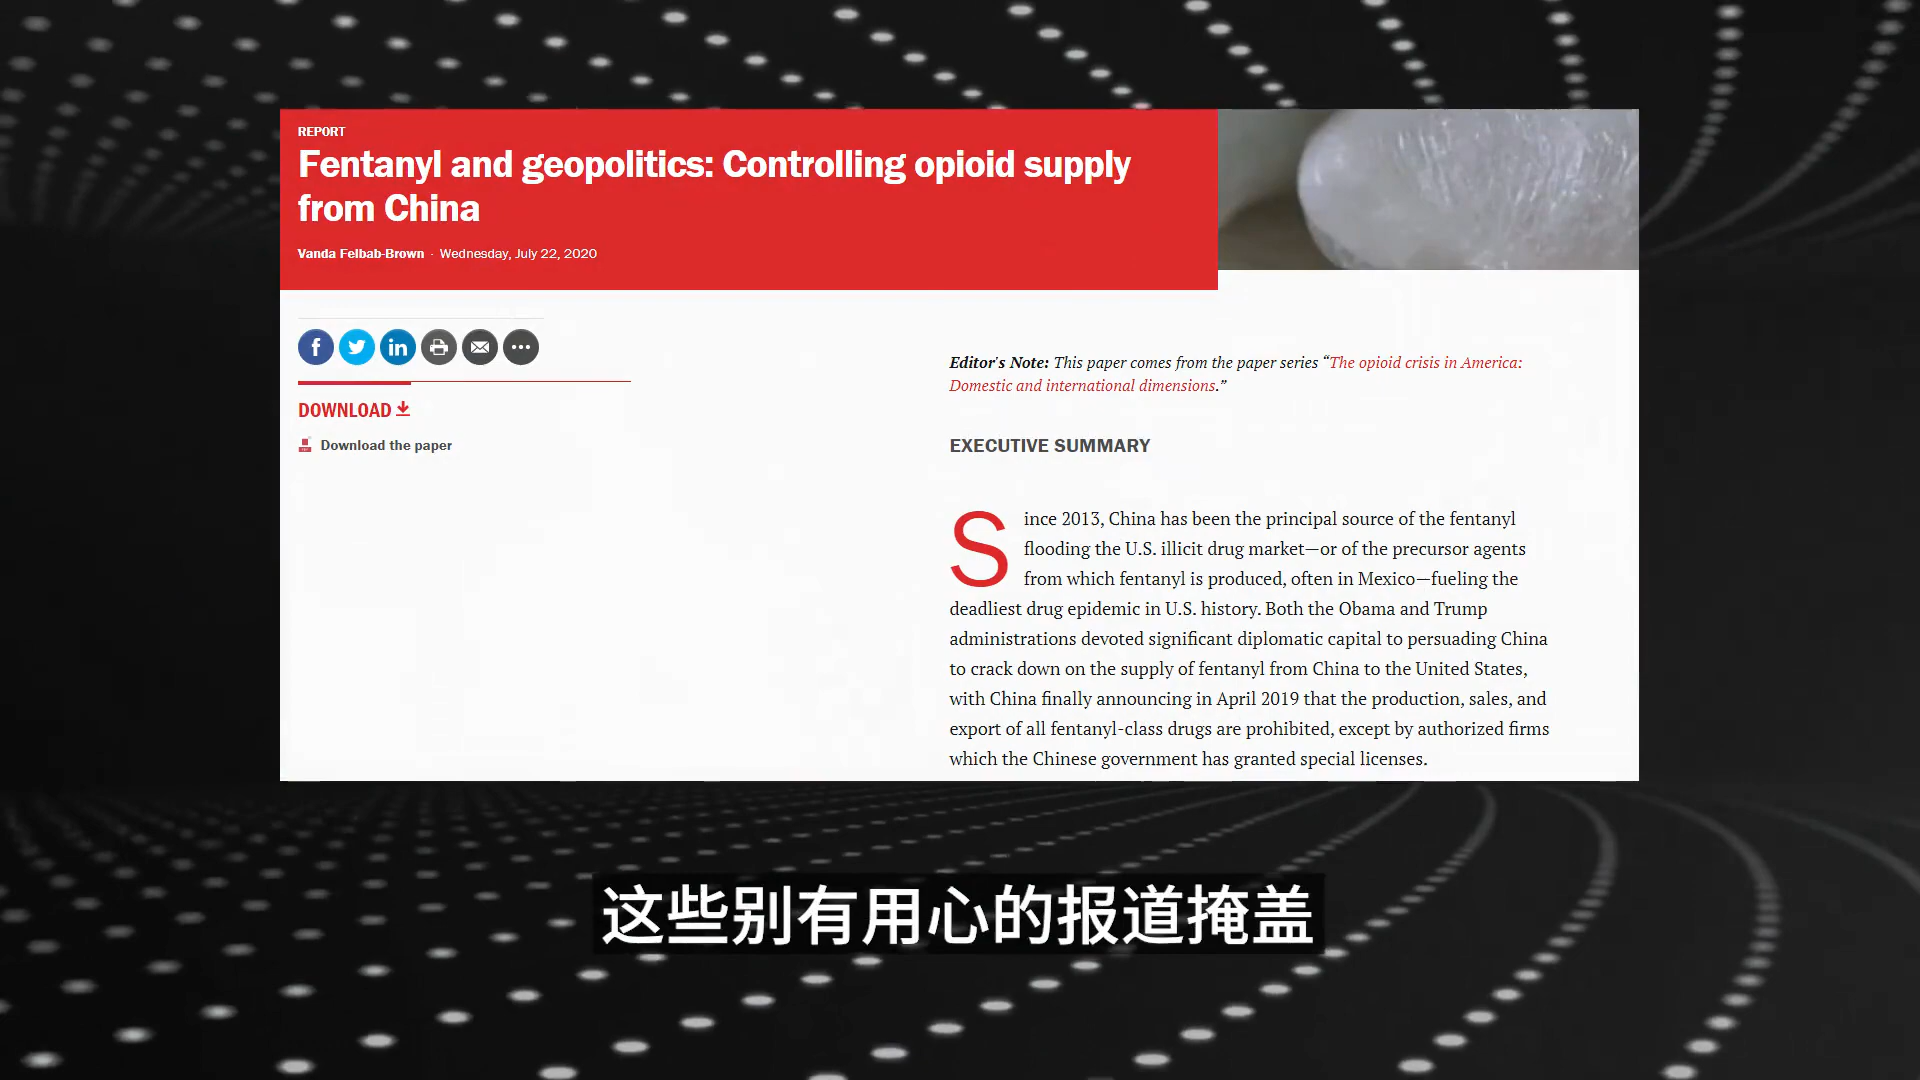 REPORT
Fentanyl and geopolitics: Controlling opioid supply
from China
Vanda Felbab-Brown · Wednesday, July 22, 2020
DOWNLOAD
Download the paper
Editor's Note: This paper comes from the paper series “The opioid crisis in America:
Domestic and international dimensions.”
EXECUTIVE SUMMARY
Since 2013, China has been the principal source of the fentanyl
flooding the U.S. illicit drug market—or of the precursor agents
from which fentanyl is produced, often in Mexico—fueling the
deadliest drug epidemic in U.S. history. Both the Obama and Trump
administrations devoted significant diplomatic capital to persuading China
to crack down on the supply of fentanyl from China to the United States,
with China finally announcing in April 2019 that the production, sales, and
export of all fentanyl-class drugs are prohibited, except by authorized firms
which the Chinese government has granted special licenses.
这些别有用心的报道掩盖